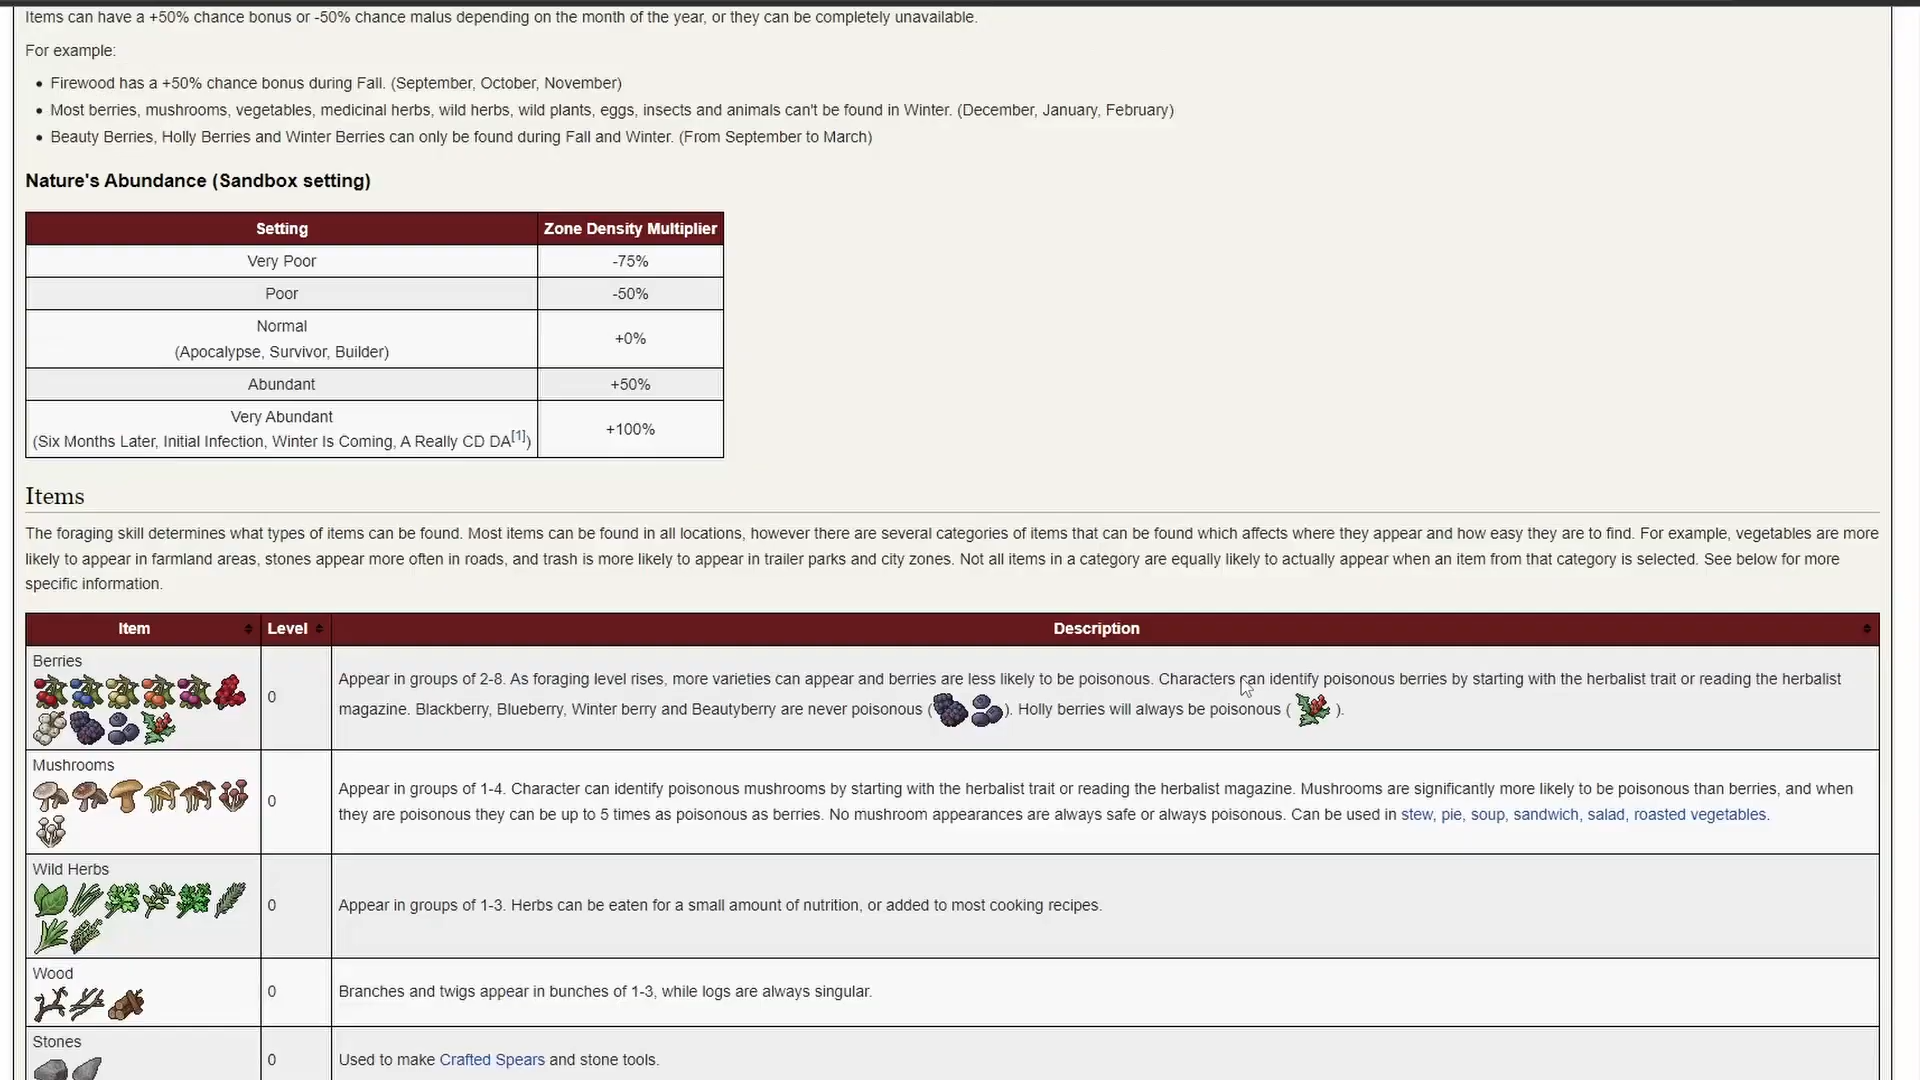 Items can have a +50% chance bonus or -50% chance malus depending on the month of the year, or they can be completely unavailable.
For example:
Firewood has a +50% chance bonus during Fall. (September, October, November)
Most berries, mushrooms, vegetables, medicinal herbs, wild herbs, wild plants, eggs, insects and animals can't be found in Winter. (December, January, February)
Beauty Berries, Holly Berries and Winter Berries can only be found during Fall and Winter. (From September to March)
Nature's Abundance (Sandbox setting)
Setting Zone Density Multiplier
Very Poor -75%
Poor -50%
Normal
(Apocalypse, Survivor, Builder) +0%
Abundant +50%
Very Abundant
(Six Months Later, Initial Infection, Winter Is Coming, A Really CD DA[1]) +100%
Items
The foraging skill determines what types of items can be found. Most items can be found in all locations, however there are several categories of items that can be found which affects where they appear and how easy they are to find. For example, vegetables are more
likely to appear in farmland areas, stones appear more often in roads, and trash is more likely to appear in trailer parks and city zones. Not all items in a category are equally likely to actually appear when an item from that category is selected. See below for more
specific information.
Item Level Description
Berries
0
Appear in groups of 2-8. As foraging level rises, more varieties can appear and berries are less likely to be poisonous. Characters can identify poisonous berries by starting with the herbalist trait or reading the herbalist
magazine. Blackberry, Blueberry, Winter berry and Beautyberry are never poisonous ( ). Holly berries will always be poisonous ( ).
Mushrooms
0
Appear in groups of 1-4. Character can identify poisonous mushrooms by starting with the herbalist trait or reading the herbalist magazine. Mushrooms are significantly more likely to be poisonous than berries, and when
they are poisonous they can be up to 5 times as poisonous as berries. No mushroom appearances are always safe or always poisonous. Can be used in stew, pie, soup, sandwich, salad, roasted vegetables.
Wild Herbs
0
Appear in groups of 1-3. Herbs can be eaten for a small amount of nutrition, or added to most cooking recipes.
Wood
0
Branches and twigs appear in bunches of 1-3, while logs are always singular.
Stones
0
Used to make Crafted Spears and stone tools.